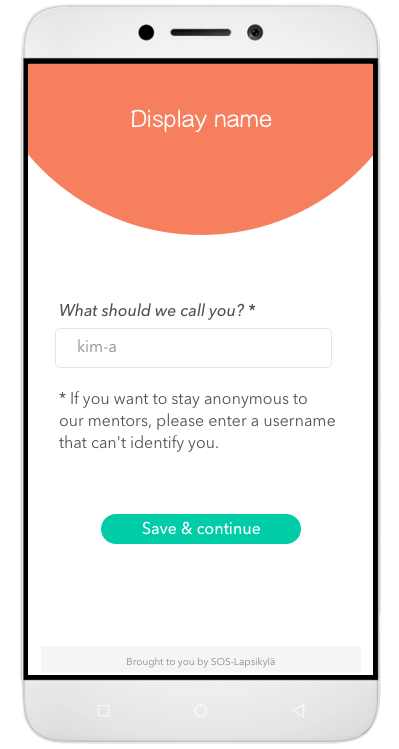 Display name
What should we call you? *
kim-a
* If you want to stay anonymous to
our mentors, please enter a username
that can't identify you.
Save & continue
Brought to you by SOS-Lapsikylä